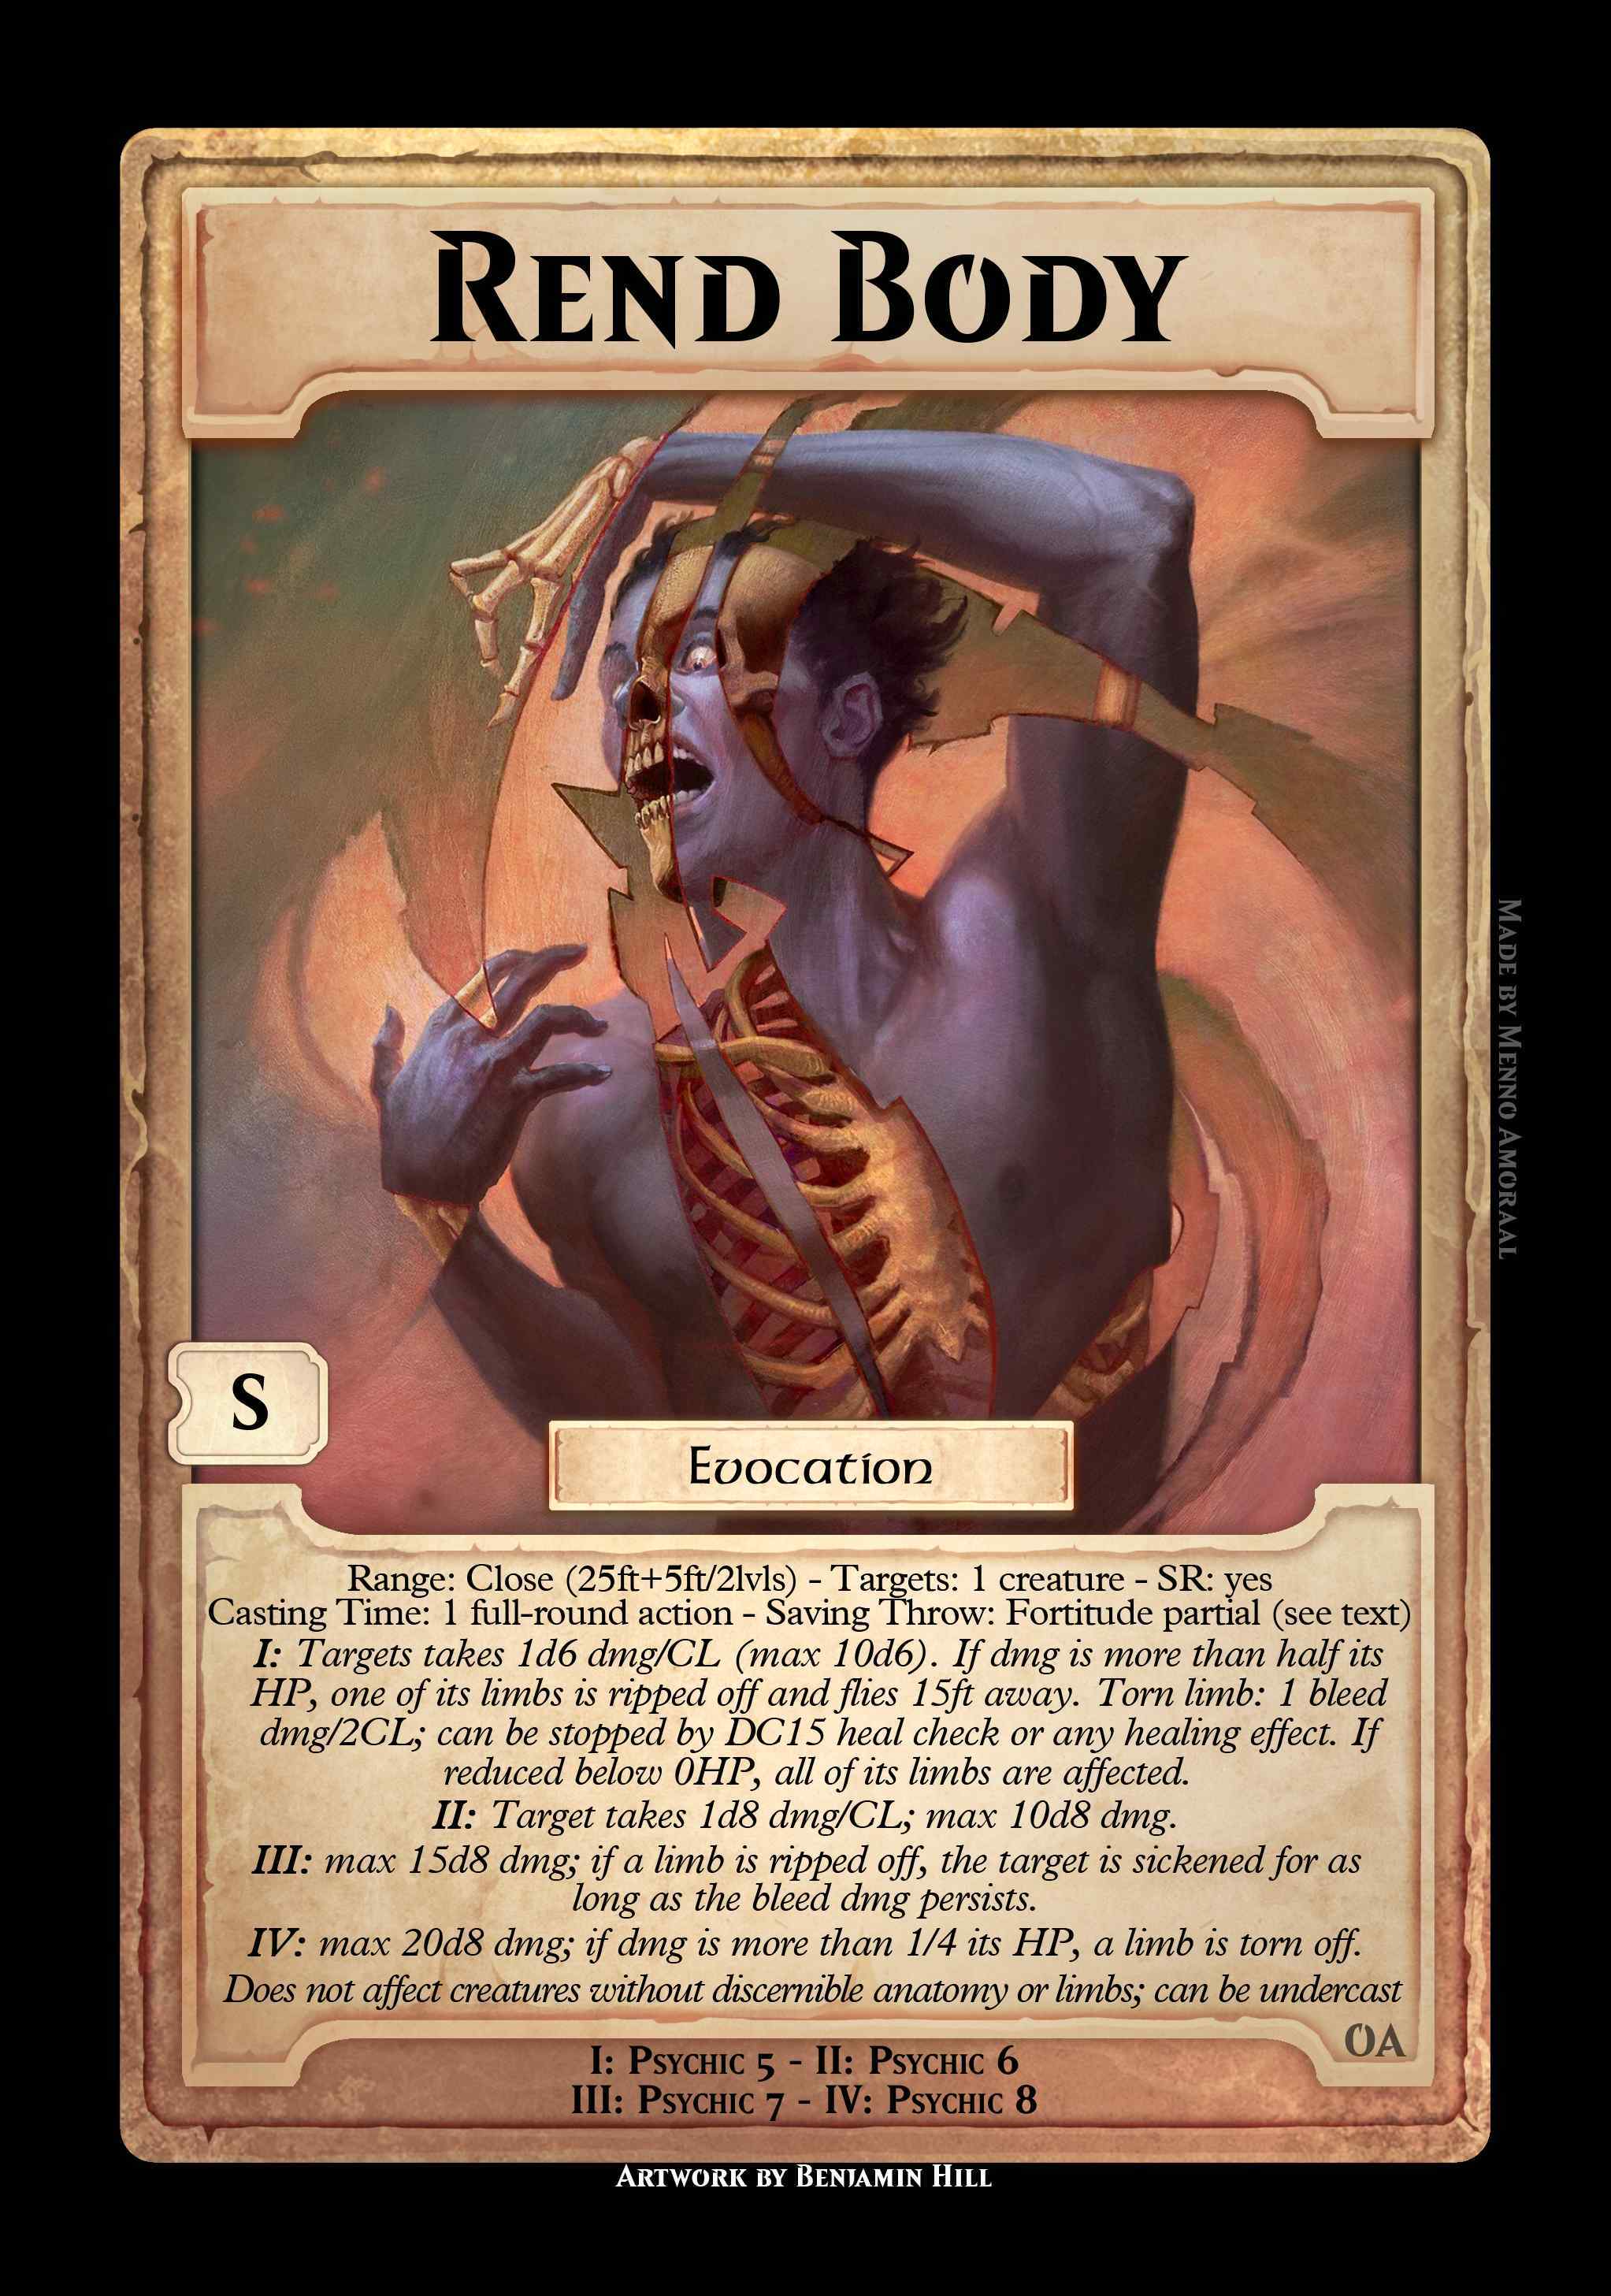 Rend Body
S
Evocation
Range: Close (25ft+5ft/2lvls) - Targets: 1 creature - SR: yes
Casting Time: 1 full-round action - Saving Throw: Fortitude partial (see text)
I: Targets takes 1d6 dmg/CL (max 10d6). If dmg is more than half its
HP, one of its limbs is ripped off and flies 15ft away. Torn limb: 1 bleed
dmg/2CL; can be stopped by DC15 heal check or any healing effect. If
reduced below 0HP, all of its limbs are affected.
II: Target takes 1d8 dmg/CL; max 10d8 dmg.
III: max 15d8 dmg; if a limb is ripped off, the target is sickened for as
long as the bleed dmg persists.
IV: max 20d8 dmg; if dmg is more than 1/4 its HP, a limb is torn off.
Does not affect creatures without discernible anatomy or limbs; can be undercast
OA
I: Psychic 5 - II: Psychic 6
III: Psychic 7 - IV: Psychic 8
Artwork by Benjamin Hill
Made by Menno Amoraal